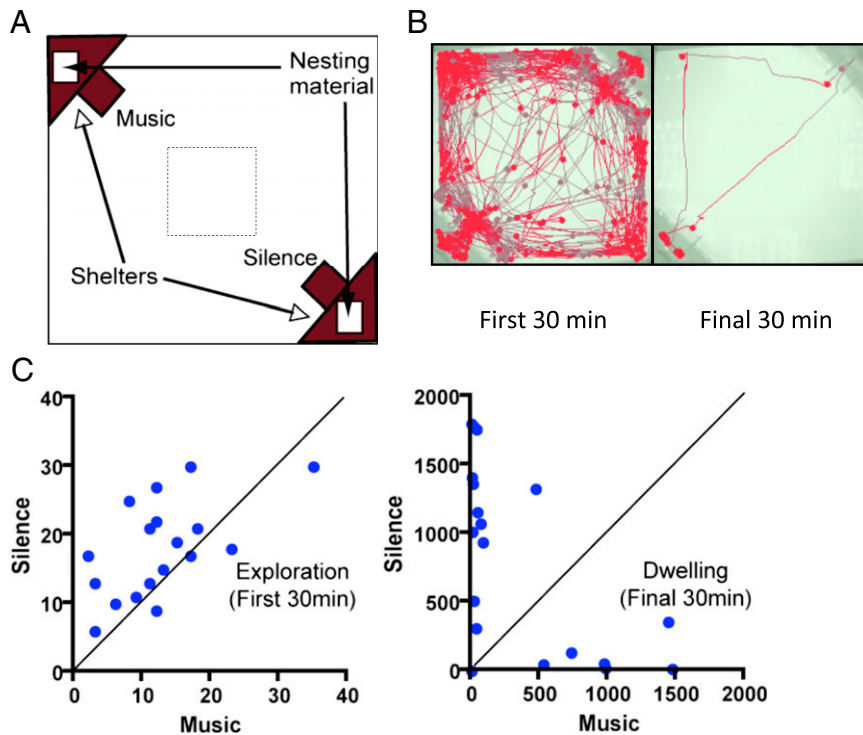 A
Nesting
material
Music
Silence
Shelters
B
First 30 min
Final 30 min
C
40
30
20
10
0
Silence
0
10
20
30
40
Music
Exploration
(First 30min)
2000
1500
1000
500
0
Silence
0
500
1000
1500
2000
Music
Dwelling
(Final 30min)